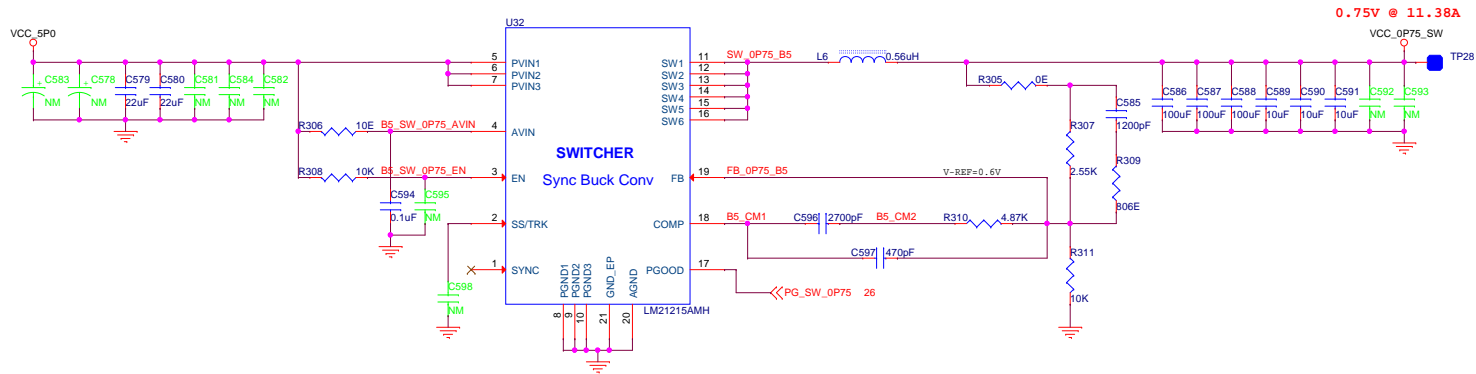 0.75V @ 11.38A
VCC_5P0
U32
VCC_0P75_SW
TP28
C583
NM
C578
NM
C579
22uF
C580
22uF
C581
NM
C584
NM
C582
NM
5 PVIN1
6 PVIN2
7 PVIN3
SW1 11
SW2 12
SW3 13
SW4 14
SW5 15
SW6 16
SW_0P75_B5
L6 0.56uH
R305 0E
C585
1200pF
R307
2.55K
R309
806E
C586
100uF
C587
100uF
C588
100uF
C589
10uF
C590
10uF
C591
10uF
C592
NM
C593
NM
R306 10E B5_SW_0P75_AVIN
4 AVIN
R308 10K B5_SW_0P75_EN
3 EN
C594
0.1uF
C595
NM
SWITCHER
Sync Buck Conv
FB 19
FB_0P75_B5
V-REF=0.6V
2 SS/TRK
COMP 18
B5_CM1
C596 2700pF
B5_CM2
R310 4.87K
C597 470pF
R311
10K
1 SYNC
PGOOD 17
PG_SW_0P75 26
C598
NM
PGND1
PGND2
PGND3
GND_EP
AGND
8
9
10
21
20
LM21215AMH